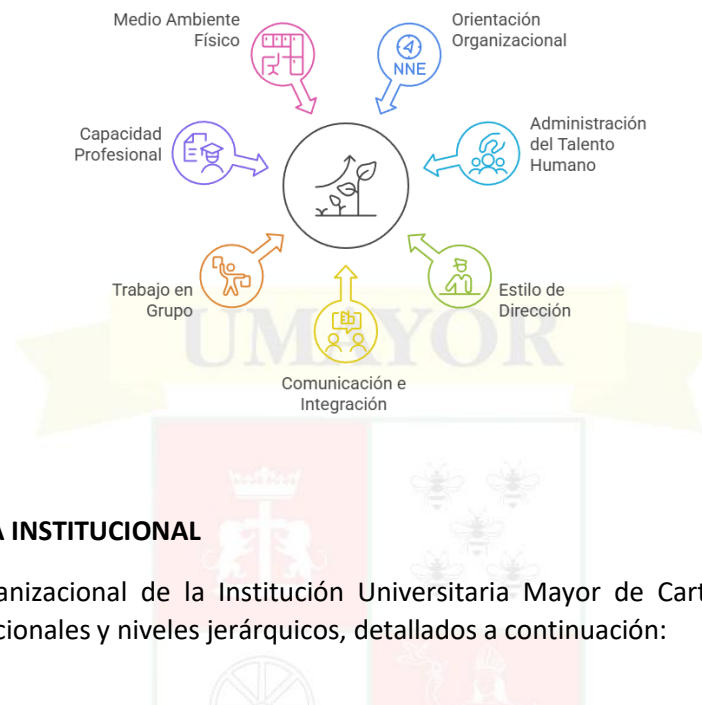 Medio Ambiente
Físico
Orientación
Organizacional
NNE
Capacidad
Profesional
Administración
del Talento
Humano
Trabajo en
Grupo
Estilo de
Dirección
Comunicación e
Integración
UMAYOR
A INSTITUCIONAL
anizacional de la Institución Universitaria Mayor de Cart
cionales y niveles jerárquicos, detallados a continuación: